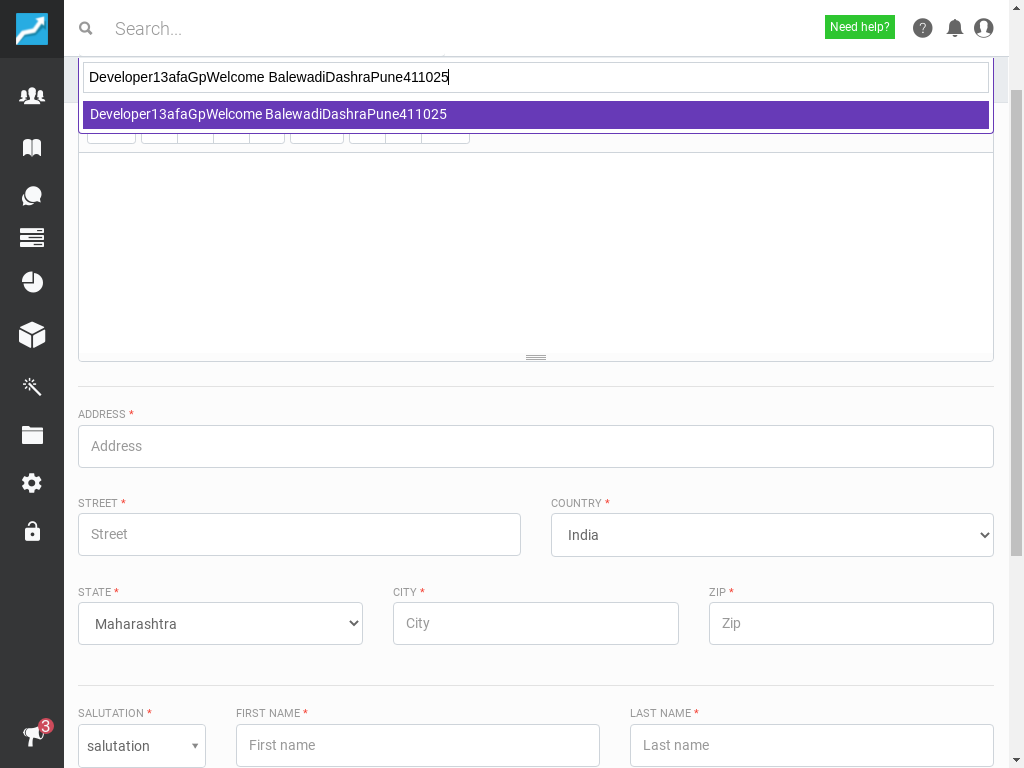 Search...
Need help?
Developer13afaGpWelcome BalewadiDashraPune411025
Developer13afaGpWelcome BalewadiDashraPune411025
ADDRESS *
Address
STREET * COUNTRY *
Street India
STATE * CITY * ZIP *
Maharashtra City Zip
SALUTATION * FIRST NAME * LAST NAME *
salutation First name Last name
3